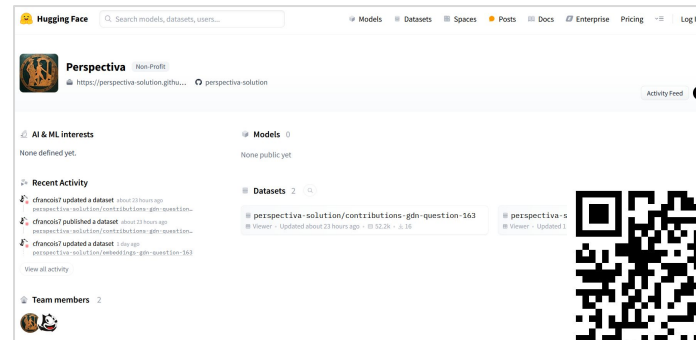 Hugging Face
Search models, datasets, users...
Models
Datasets
Spaces
Posts
Docs
Enterprise
Pricing
Log
Perspectiva Non-Profit
https://perspectiva-solution.githu... perspectiva-solution
Activity Feed
AI & ML interests
None defined yet.
Recent Activity
cfrancois7 updated a dataset about 23 hours ago
perspectiva-solution/contributions-gdn-question…
cfrancois7 published a dataset about 23 hours ago
perspectiva-solution/contributions-gdn-question…
cfrancois7 updated a dataset 1 day ago
perspectiva-solution/embeddings-gdn-question-163
View all activity
Team members 2
Models 0
None public yet
Datasets 2
perspectiva-solution/contributions-gdn-question-163
Viewer • Updated about 23 hours ago • 52.2k • 16
perspectiva-s
Viewer • Updated 1